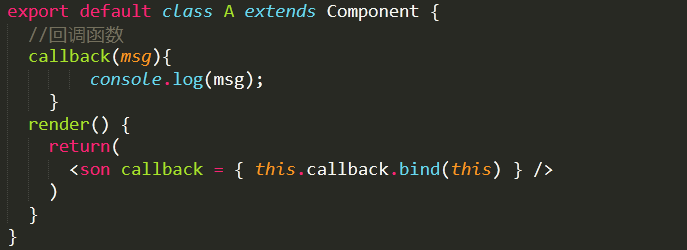 export default class A extends Component {
//回调函数
callback(msg){
console.log(msg);
}
render() {
return(
<son callback = { this.callback.bind(this) } />
)
}
}